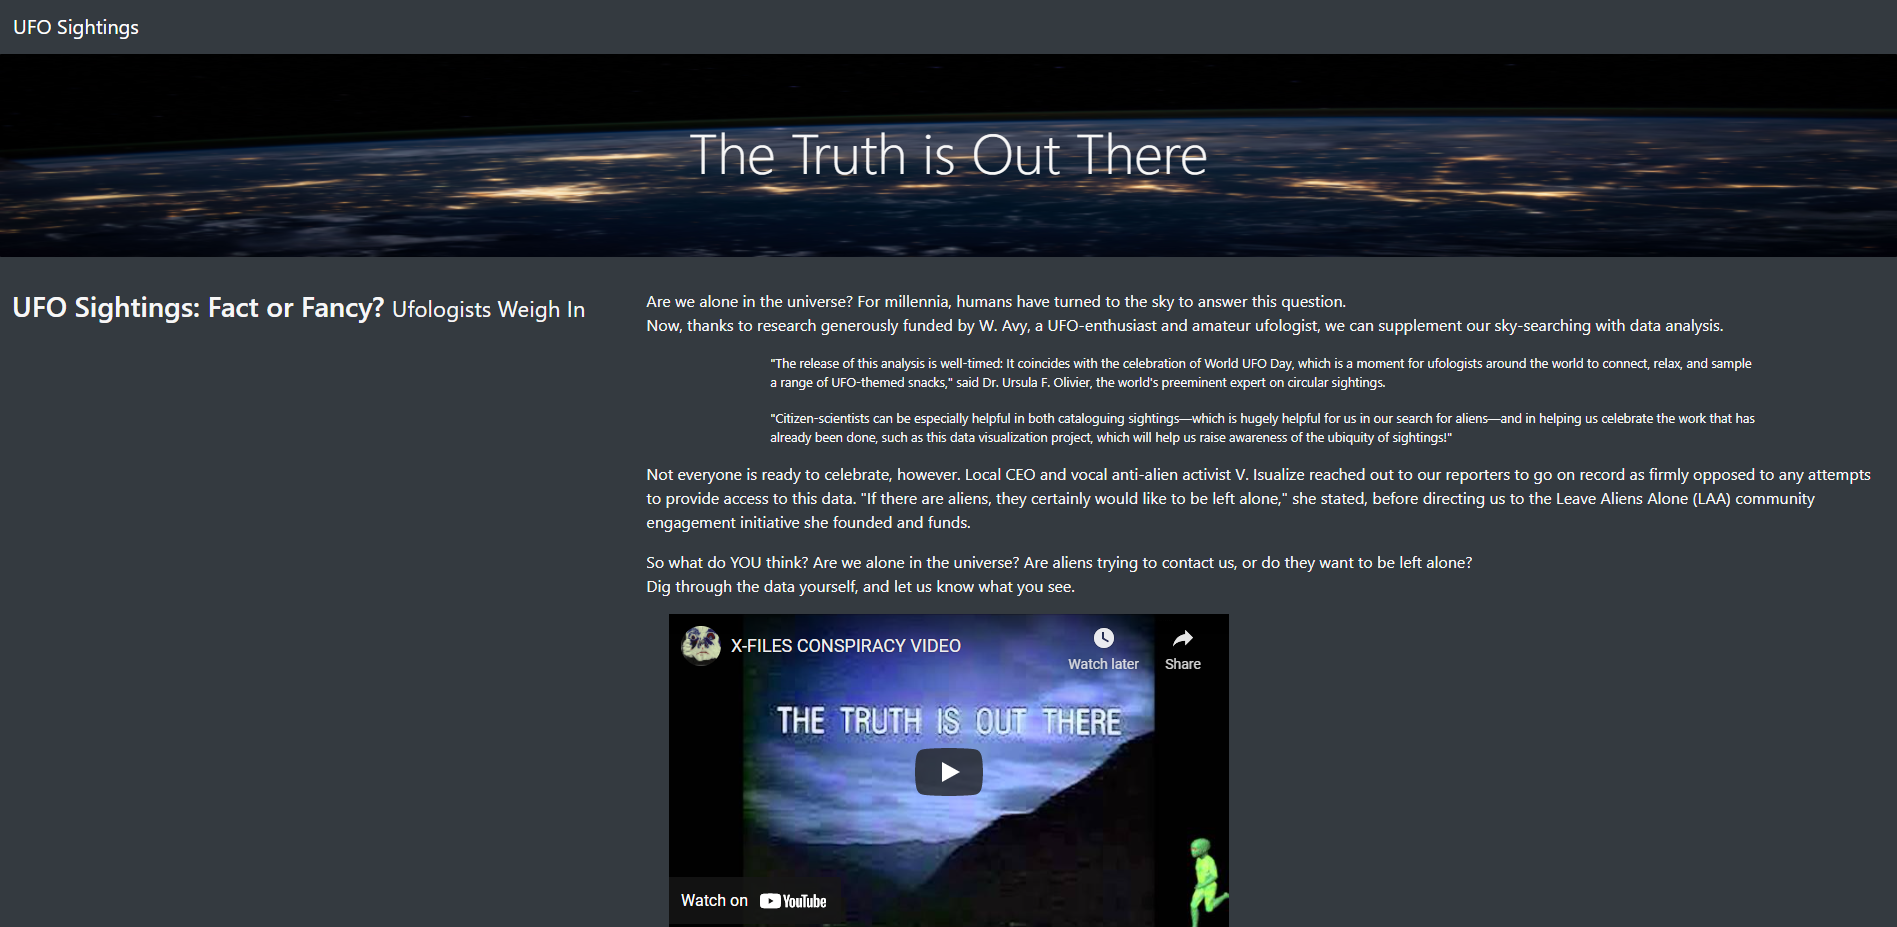 UFO Sightings
The Truth is Out There
UFO Sightings: Fact or Fancy? Ufologists Weigh In
Are we alone in the universe? For millennia, humans have turned to the sky to answer this question.
Now, thanks to research generously funded by W. Avy, a UFO-enthusiast and amateur ufologist, we can supplement our sky-searching with data analysis.
"The release of this analysis is well-timed: It coincides with the celebration of World UFO Day, which is a moment for ufologists around the world to connect, relax, and sample
a range of UFO-themed snacks," said Dr. Ursula F. Olivier, the world's preeminent expert on circular sightings.
"Citizen-scientists can be especially helpful in both cataloguing sightings—which is hugely helpful for us in our search for aliens—and in helping us celebrate the work that has
already been done, such as this data visualization project, which will help us raise awareness of the ubiquity of sightings!"
Not everyone is ready to celebrate, however. Local CEO and vocal anti-alien activist V. Isualize reached out to our reporters to go on record as firmly opposed to any attempts
to provide access to this data. "If there are aliens, they certainly would like to be left alone," she stated, before directing us to the Leave Aliens Alone (LAA) community
engagement initiative she founded and funds.
So what do YOU think? Are we alone in the universe? Are aliens trying to contact us, or do they want to be left alone?
Dig through the data yourself, and let us know what you see.
X-FILES CONSPIRACY VIDEO
Watch later
Share
THE TRUTH IS OUT THERE
Watch on YouTube